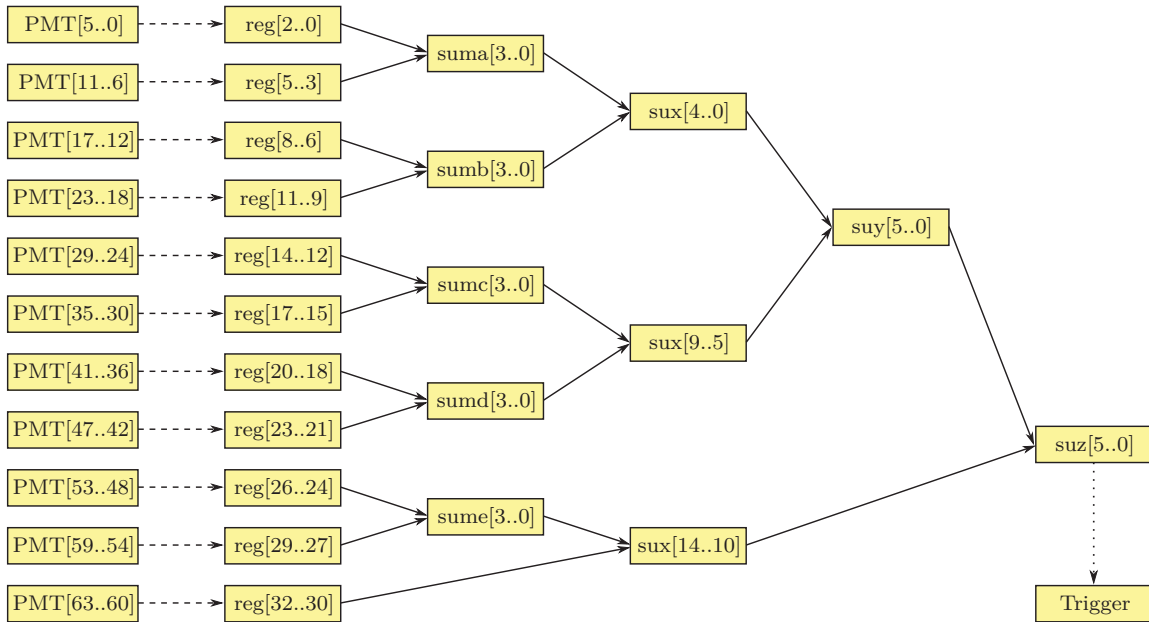 PMT[5..0]
reg[2..0]
suma[3..0]
PMT[11..6]
reg[5..3]
sux[4..0]
PMT[17..12]
reg[8..6]
sumb[3..0]
PMT[23..18]
reg[11..9]
suy[5..0]
PMT[29..24]
reg[14..12]
sumc[3..0]
PMT[35..30]
reg[17..15]
sux[9..5]
PMT[41..36]
reg[20..18]
sumd[3..0]
PMT[47..42]
reg[23..21]
suz[5..0]
PMT[53..48]
reg[26..24]
sume[3..0]
PMT[59..54]
reg[29..27]
sux[14..10]
PMT[63..60]
reg[32..30]
Trigger